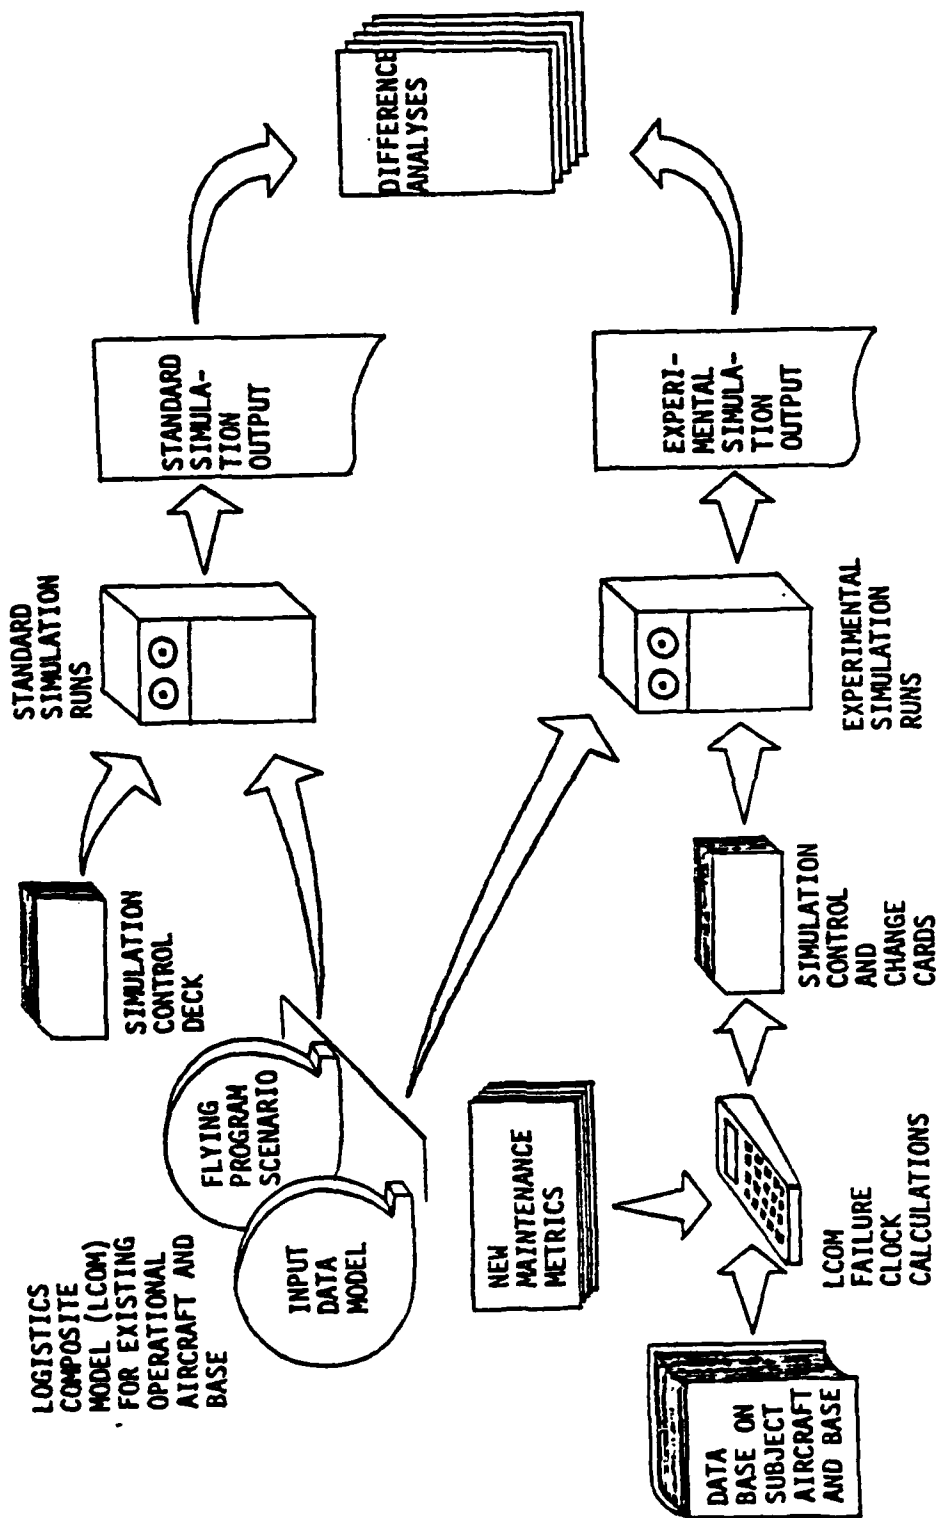 LOGISTICS
COMPOSITE
MODEL (LCOM)
FOR EXISTING
OPERATIONAL
AIRCRAFT AND
BASE
INPUT
DATA
MODEL
FLYING
PROGRAM
SCENARIO
SIMULATION
CONTROL
DECK
STANDARD
SIMULATION
RUNS
STANDARD
SIMULA-
TION
OUTPUT
DIFFERENCE
ANALYSES
NEW
MAINTENANCE
METRICS
DATA
BASE ON
SUBJECT
AIRCRAFT
AND BASE
LCOM
FAILURE
CLOCK
CALCULATIONS
SIMULATION
CONTROL
AND
CHANGE
CARDS
EXPERIMENTAL
SIMULATION
RUNS
EXPERI-
MENTAL
SIMULA-
TION
OUTPUT